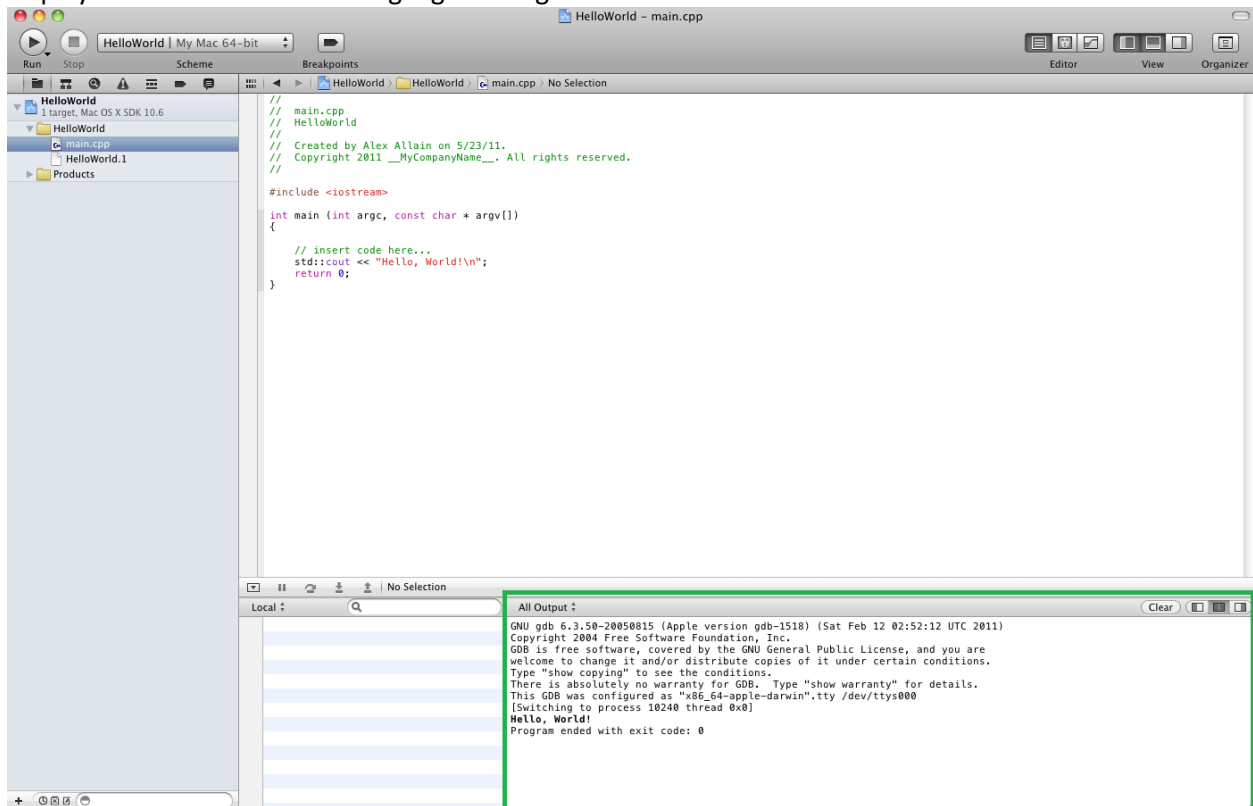 HelloWorld – main.cpp
HelloWorld | My Mac 64-bit
Run Stop Scheme Breakpoints Editor View Organizer
HelloWorld HelloWorld main.cpp No Selection
HelloWorld
1 target, Mac OS X SDK 10.6
HelloWorld
main.cpp
HelloWorld.1
Products
//
// main.cpp
// HelloWorld
//
// Created by Alex Allain on 5/23/11.
// Copyright 2011 __MyCompanyName__. All rights reserved.
//
#include <iostream>
int main (int argc, const char * argv[])
{
// insert code here...
std::cout << "Hello, World!\n";
return 0;
}
No Selection
Local
All Output
Clear
GNU gdb 6.3.50-20050815 (Apple version gdb-1518) (Sat Feb 12 02:52:12 UTC 2011)
Copyright 2004 Free Software Foundation, Inc.
GDB is free software, covered by the GNU General Public License, and you are
welcome to change it and/or distribute copies of it under certain conditions.
Type "show copying" to see the conditions.
There is absolutely no warranty for GDB.  Type "show warranty" for details.
This GDB was configured as "x86_64-apple-darwin".tty /dev/ttys000
[Switching to process 10240 thread 0x0]
Hello, World!
Program ended with exit code: 0